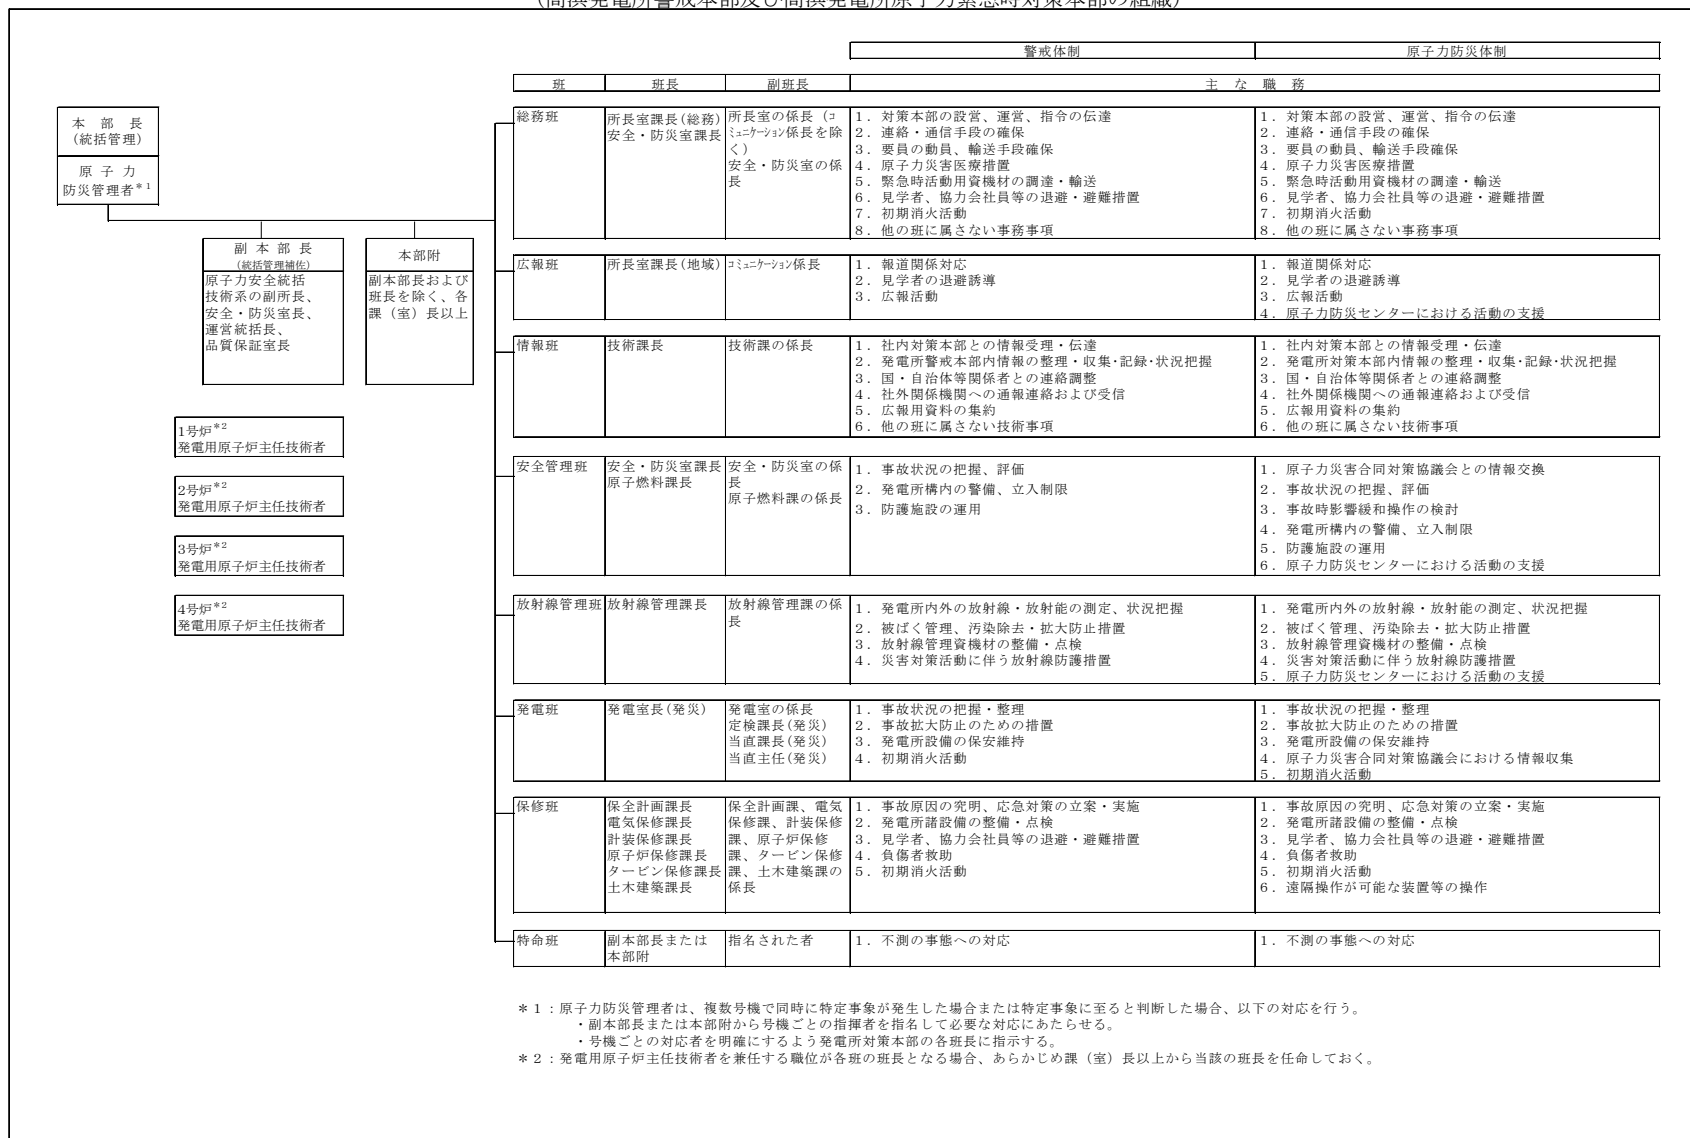 (高浜発電所警戒本部及び高浜発電所原子力緊急時対策本部の組織)
警戒体制
原子力防災体制
班
班長
副班長
主 な 職 務
本 部 長
(統括管理)
原 子 力
防災管理者*1
副 本 部 長
(統括管理補佐)
原子力安全統括
技術系の副所長、
安全・防災室長、
運営統括長、
品質保証室長
本部附
副本部長および
班長を除く、各
課（室）長以上
1号炉*2
発電用原子炉主任技術者
2号炉*2
発電用原子炉主任技術者
3号炉*2
発電用原子炉主任技術者
4号炉*2
発電用原子炉主任技術者
総務班
所長室課長(総務)
安全・防災室課長
所長室の係長（コ
ミュニケーション係長を除
く）
安全・防災室の係
長
1．対策本部の設営、運営、指令の伝達
2．連絡・通信手段の確保
3．要員の動員、輸送手段確保
4．原子力災害医療措置
5．緊急時活動用資機材の調達・輸送
6．見学者、協力会社員等の退避・避難措置
7．初期消火活動
8．他の班に属さない事務事項
1．対策本部の設営、運営、指令の伝達
2．連絡・通信手段の確保
3．要員の動員、輸送手段確保
4．原子力災害医療措置
5．緊急時活動用資機材の調達・輸送
6．見学者、協力会社員等の退避・避難措置
7．初期消火活動
8．他の班に属さない事務事項
広報班
所長室課長(地域)
コミュニケーション係長
1．報道関係対応
2．見学者の退避誘導
3．広報活動
1．報道関係対応
2．見学者の退避誘導
3．広報活動
4．原子力防災センターにおける活動の支援
情報班
技術課長
技術課の係長
1．社内対策本部との情報受理・伝達
2．発電所警戒本部内情報の整理・収集・記録・状況把握
3．国・自治体等関係者との連絡調整
4．社外関係機関への通報連絡および受信
5．広報用資料の集約
6．他の班に属さない技術事項
1．社内対策本部との情報受理・伝達
2．発電所対策本部内情報の整理・収集・記録・状況把握
3．国・自治体等関係者との連絡調整
4．社外関係機関への通報連絡および受信
5．広報用資料の集約
6．他の班に属さない技術事項
安全管理班
安全・防災室課長
原子燃料課長
安全・防災室の係
長
原子燃料課の係長
1．事故状況の把握、評価
2．発電所構内の警備、立入制限
3．防護施設の運用
1．原子力災害合同対策協議会との情報交換
2．事故状況の把握、評価
3．事故時影響緩和操作の検討
4．発電所構内の警備、立入制限
5．防護施設の運用
6．原子力防災センターにおける活動の支援
放射線管理班
放射線管理課長
放射線管理課の係
長
1．発電所内外の放射線・放射能の測定、状況把握
2．被ばく管理、汚染除去・拡大防止措置
3．放射線管理資機材の整備・点検
4．災害対策活動に伴う放射線防護措置
1．発電所内外の放射線・放射能の測定、状況把握
2．被ばく管理、汚染除去・拡大防止措置
3．放射線管理資機材の整備・点検
4．災害対策活動に伴う放射線防護措置
5．原子力防災センターにおける活動の支援
発電班
発電室長(発災)
発電室の係長
定検課長(発災)
当直課長(発災)
当直主任(発災)
1．事故状況の把握・整理
2．事故拡大防止のための措置
3．発電所設備の保安維持
4．初期消火活動
1．事故状況の把握・整理
2．事故拡大防止のための措置
3．発電所設備の保安維持
4．原子力災害合同対策協議会における情報収集
5．初期消火活動
保修班
保全計画課長
電気保修課長
計装保修課長
原子炉保修課長
タービン保修課長
土木建築課長
保全計画課、電気
保修課、計装保修
課、原子炉保修
課、タービン保修
課、土木建築課の
係長
1．事故原因の究明、応急対策の立案・実施
2．発電所諸設備の整備・点検
3．見学者、協力会社員等の退避・避難措置
4．負傷者救助
5．初期消火活動
1．事故原因の究明、応急対策の立案・実施
2．発電所諸設備の整備・点検
3．見学者、協力会社員等の退避・避難措置
4．負傷者救助
5．初期消火活動
6．遠隔操作が可能な装置等の操作
特命班
副本部長または
本部附
指名された者
1．不測の事態への対応
1．不測の事態への対応
＊1：原子力防災管理者は、複数号機で同時に特定事象が発生した場合または特定事象に至ると判断した場合、以下の対応を行う。
・副本部長または本部附から号機ごとの指揮者を指名して必要な対応にあたらせる。
・号機ごとの対応者を明確にするよう発電所対策本部の各班長に指示する。
＊2：発電用原子炉主任技術者を兼任する職位が各班の班長となる場合、あらかじめ課（室）長以上から当該の班長を任命しておく。